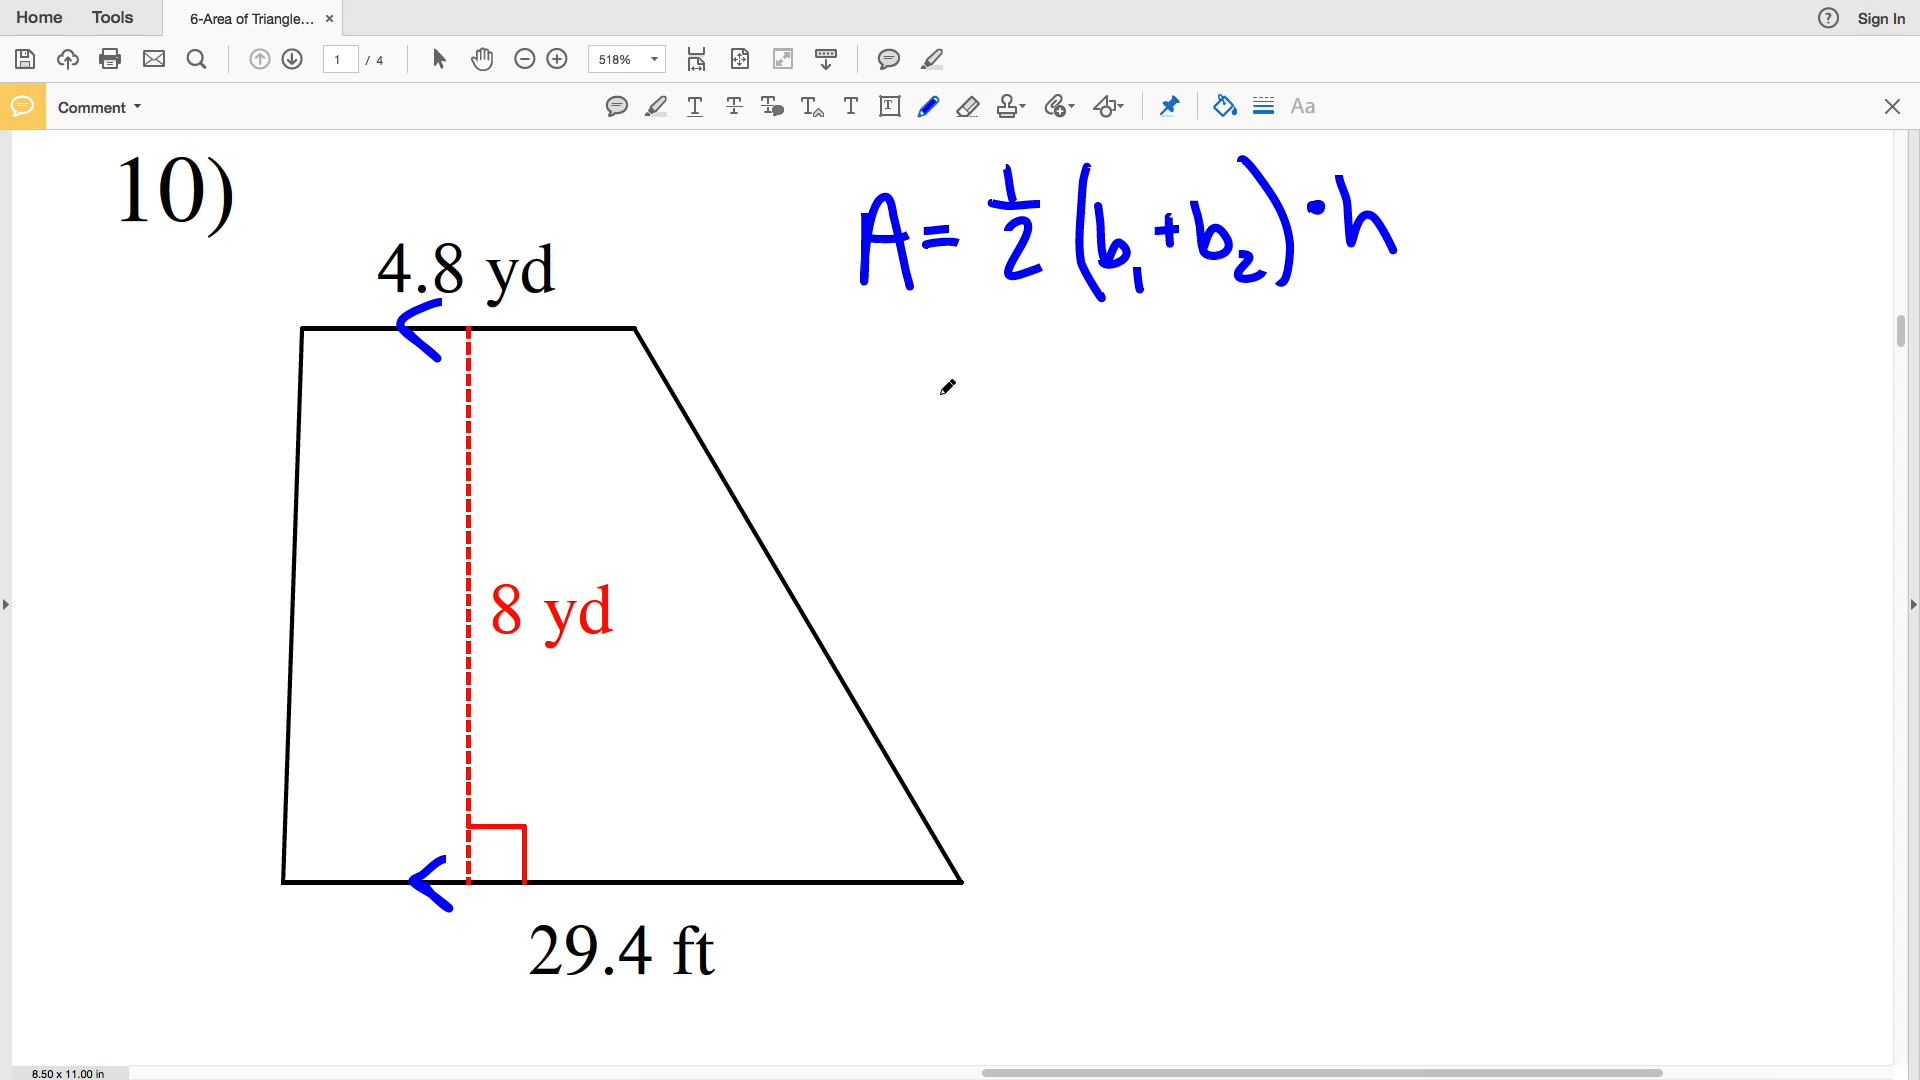 Home Tools 6-Area of Triangle... × ? Sign In
1 / 4 518%
Comment T T T T T T Aa
10)
A = 1/2 (b₁ + b₂) · h
4.8 yd
8 yd
29.4 ft
8.50 x 11.00 in